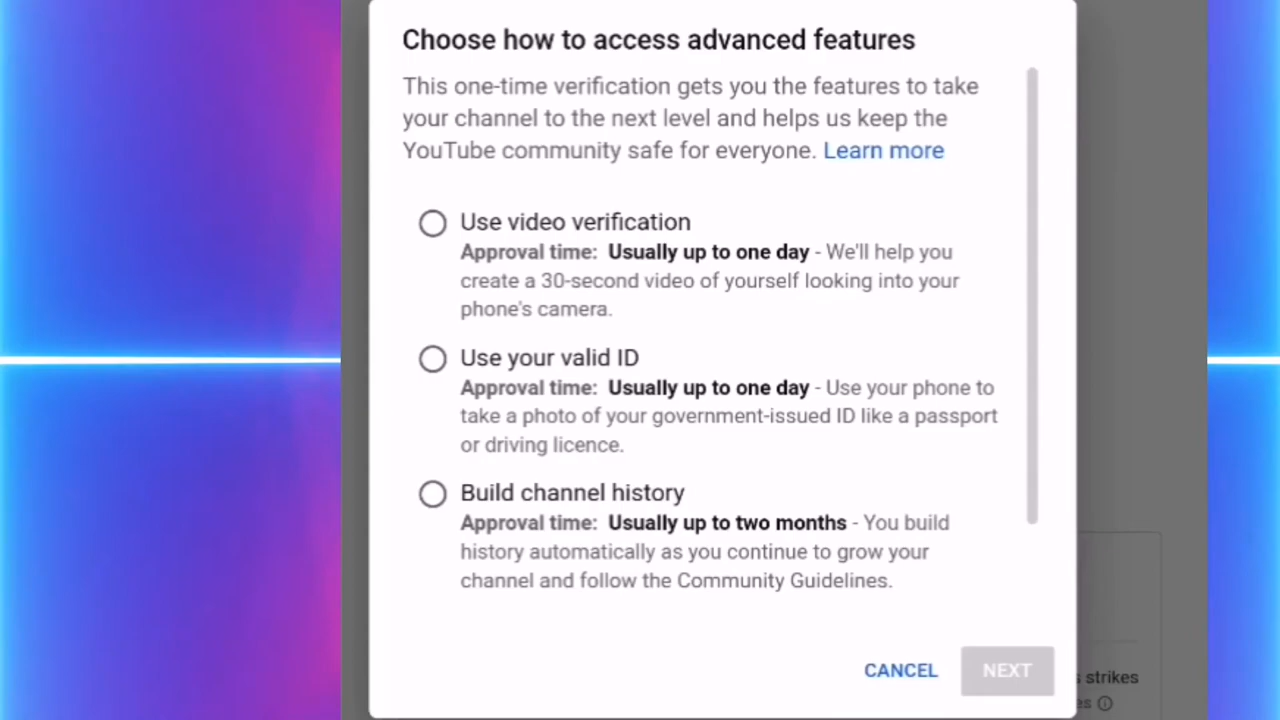 Choose how to access advanced features
This one-time verification gets you the features to take
your channel to the next level and helps us keep the
YouTube community safe for everyone. Learn more
Use video verification
Approval time: Usually up to one day - We'll help you
create a 30-second video of yourself looking into your
phone's camera.
Use your valid ID
Approval time: Usually up to one day - Use your phone to
take a photo of your government-issued ID like a passport
or driving licence.
Build channel history
Approval time: Usually up to two months - You build
history automatically as you continue to grow your
channel and follow the Community Guidelines.
CANCEL NEXT
strikes